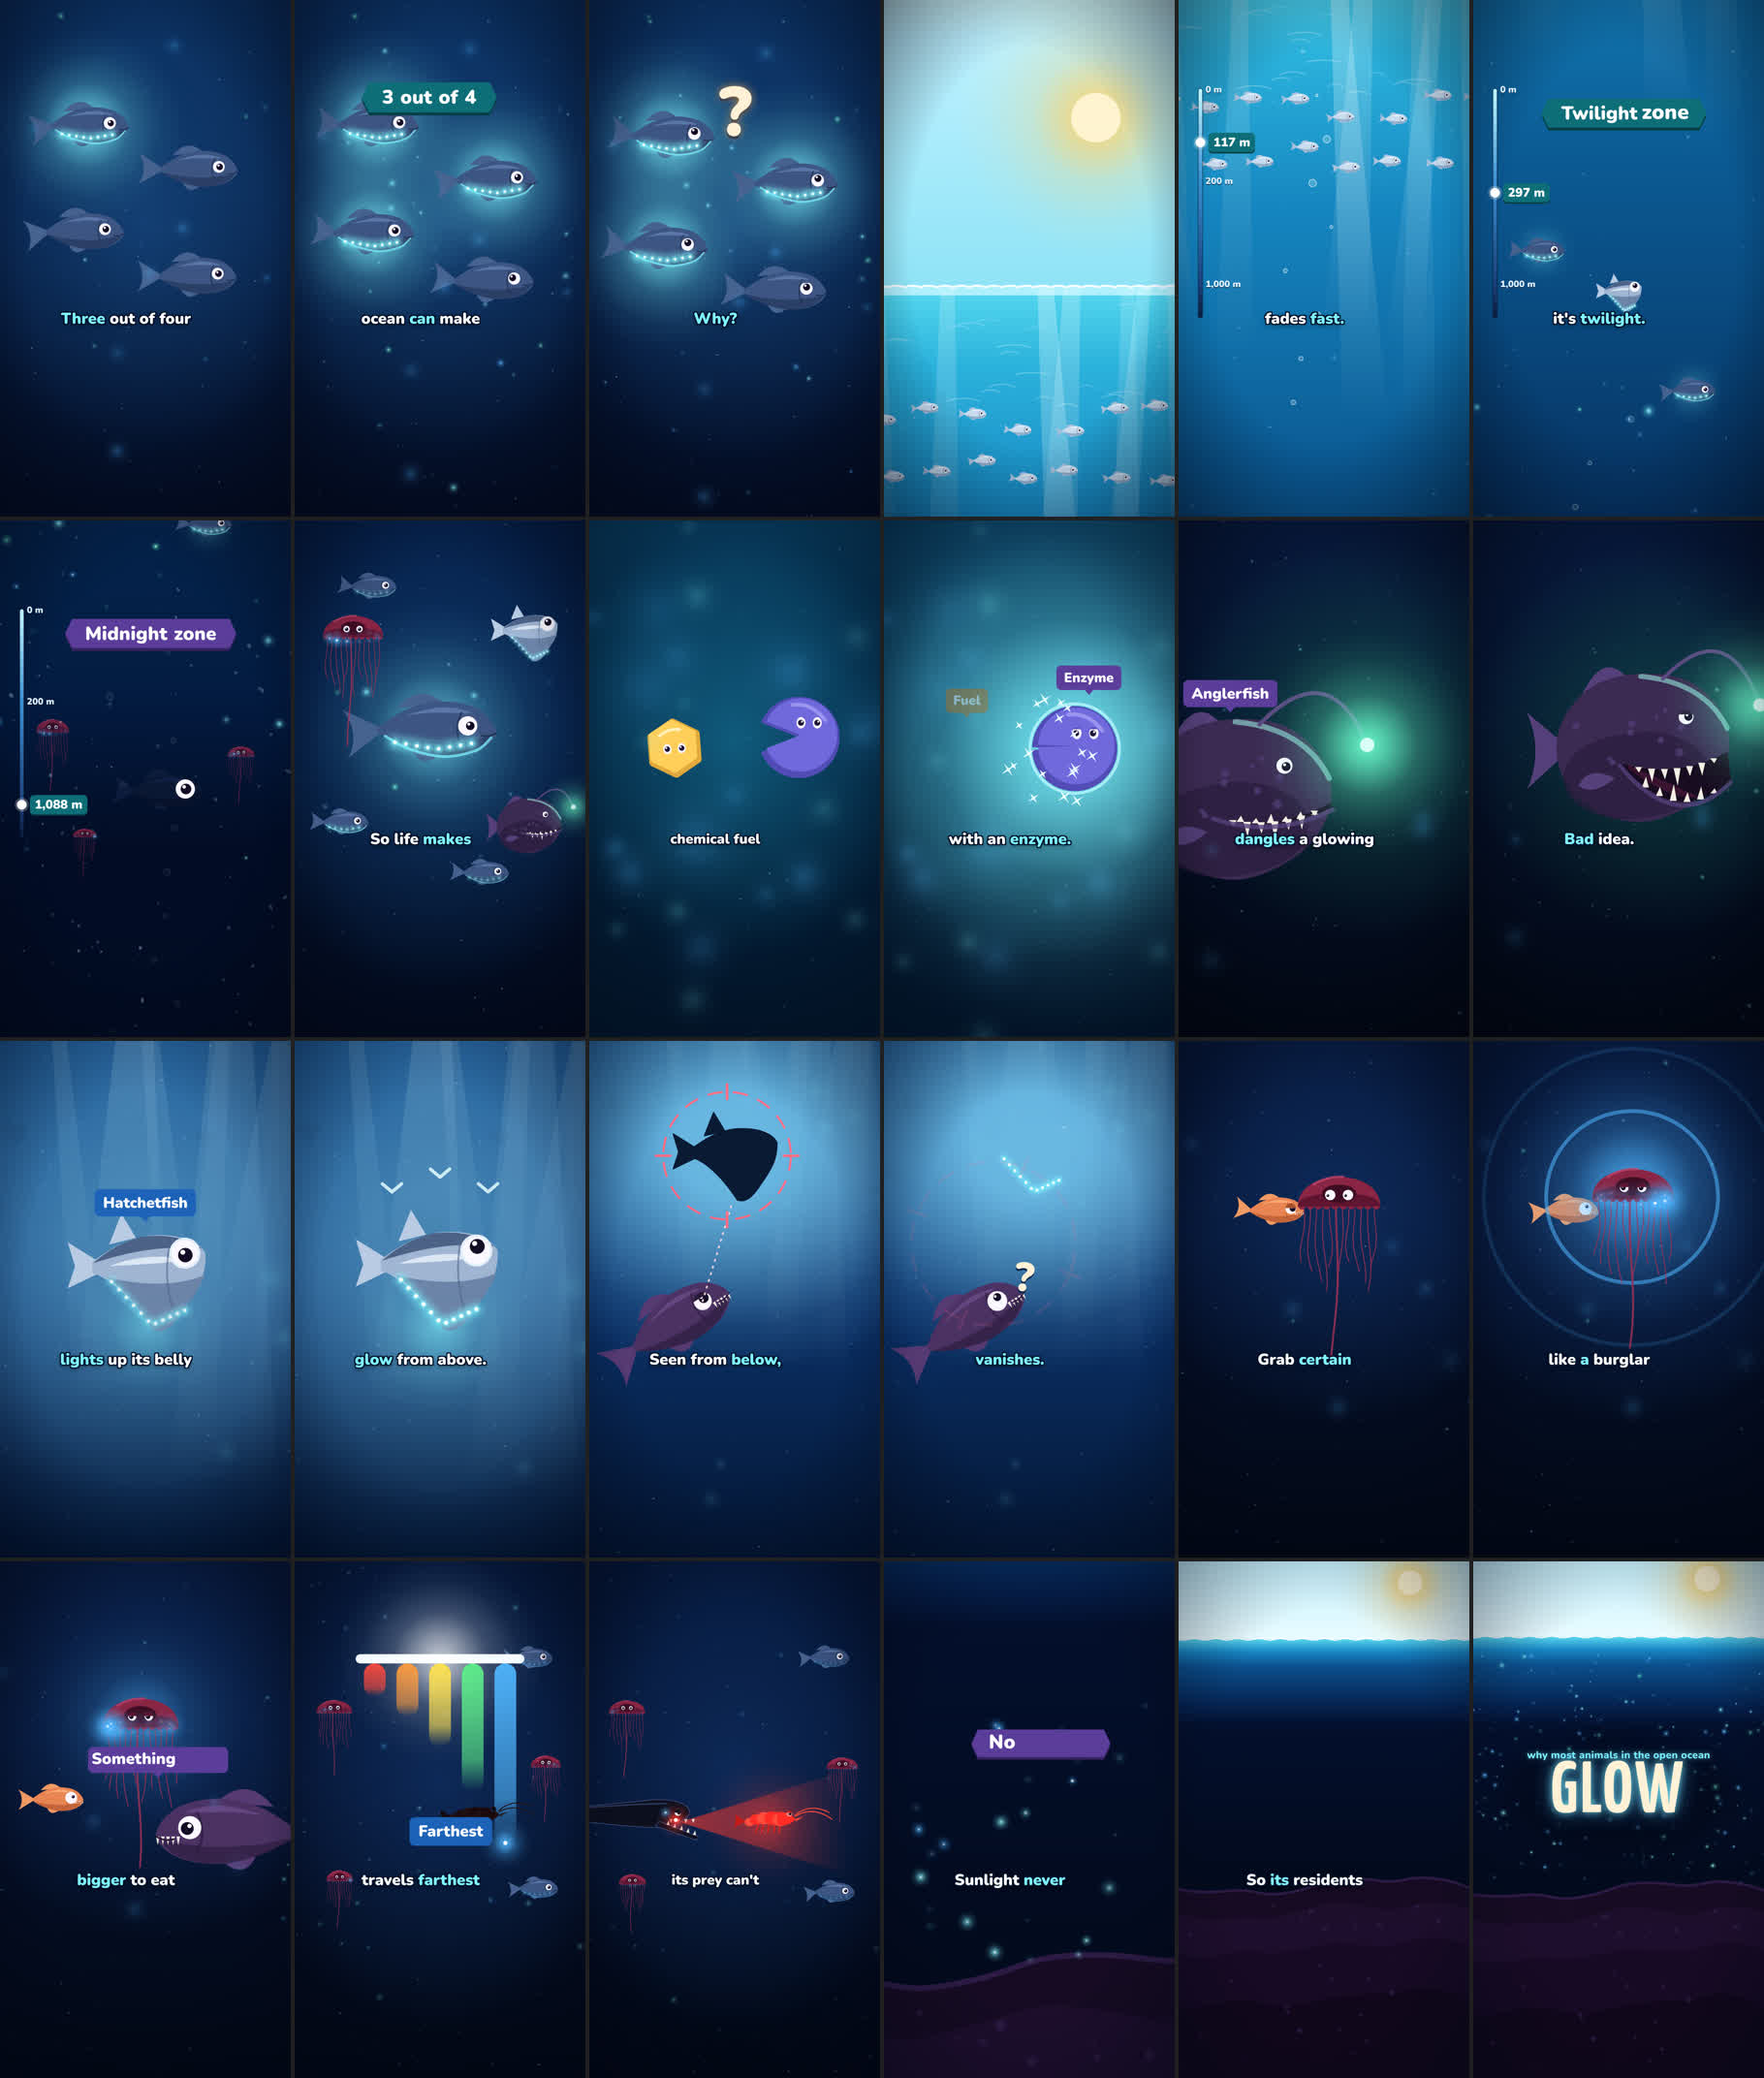 Three out of four
3 out of 4
ocean can make
?
Why?
0 m
117 m
200 m
1,000 m
fades fast.
0 m
Twilight zone
297 m
1,000 m
it's twilight.
0 m
Midnight zone
200 m
1,088 m
So life makes
chemical fuel
Enzyme
Fuel
with an enzyme.
Anglerfish
dangles a glowing
Bad idea.
Hatchetfish
lights up its belly
glow from above.
Seen from below,
?
vanishes.
Grab certain
like a burglar
Something
bigger to eat
Farthest
travels farthest
its prey can't
No
Sunlight never
So its residents
why most animals in the open ocean
GLOW